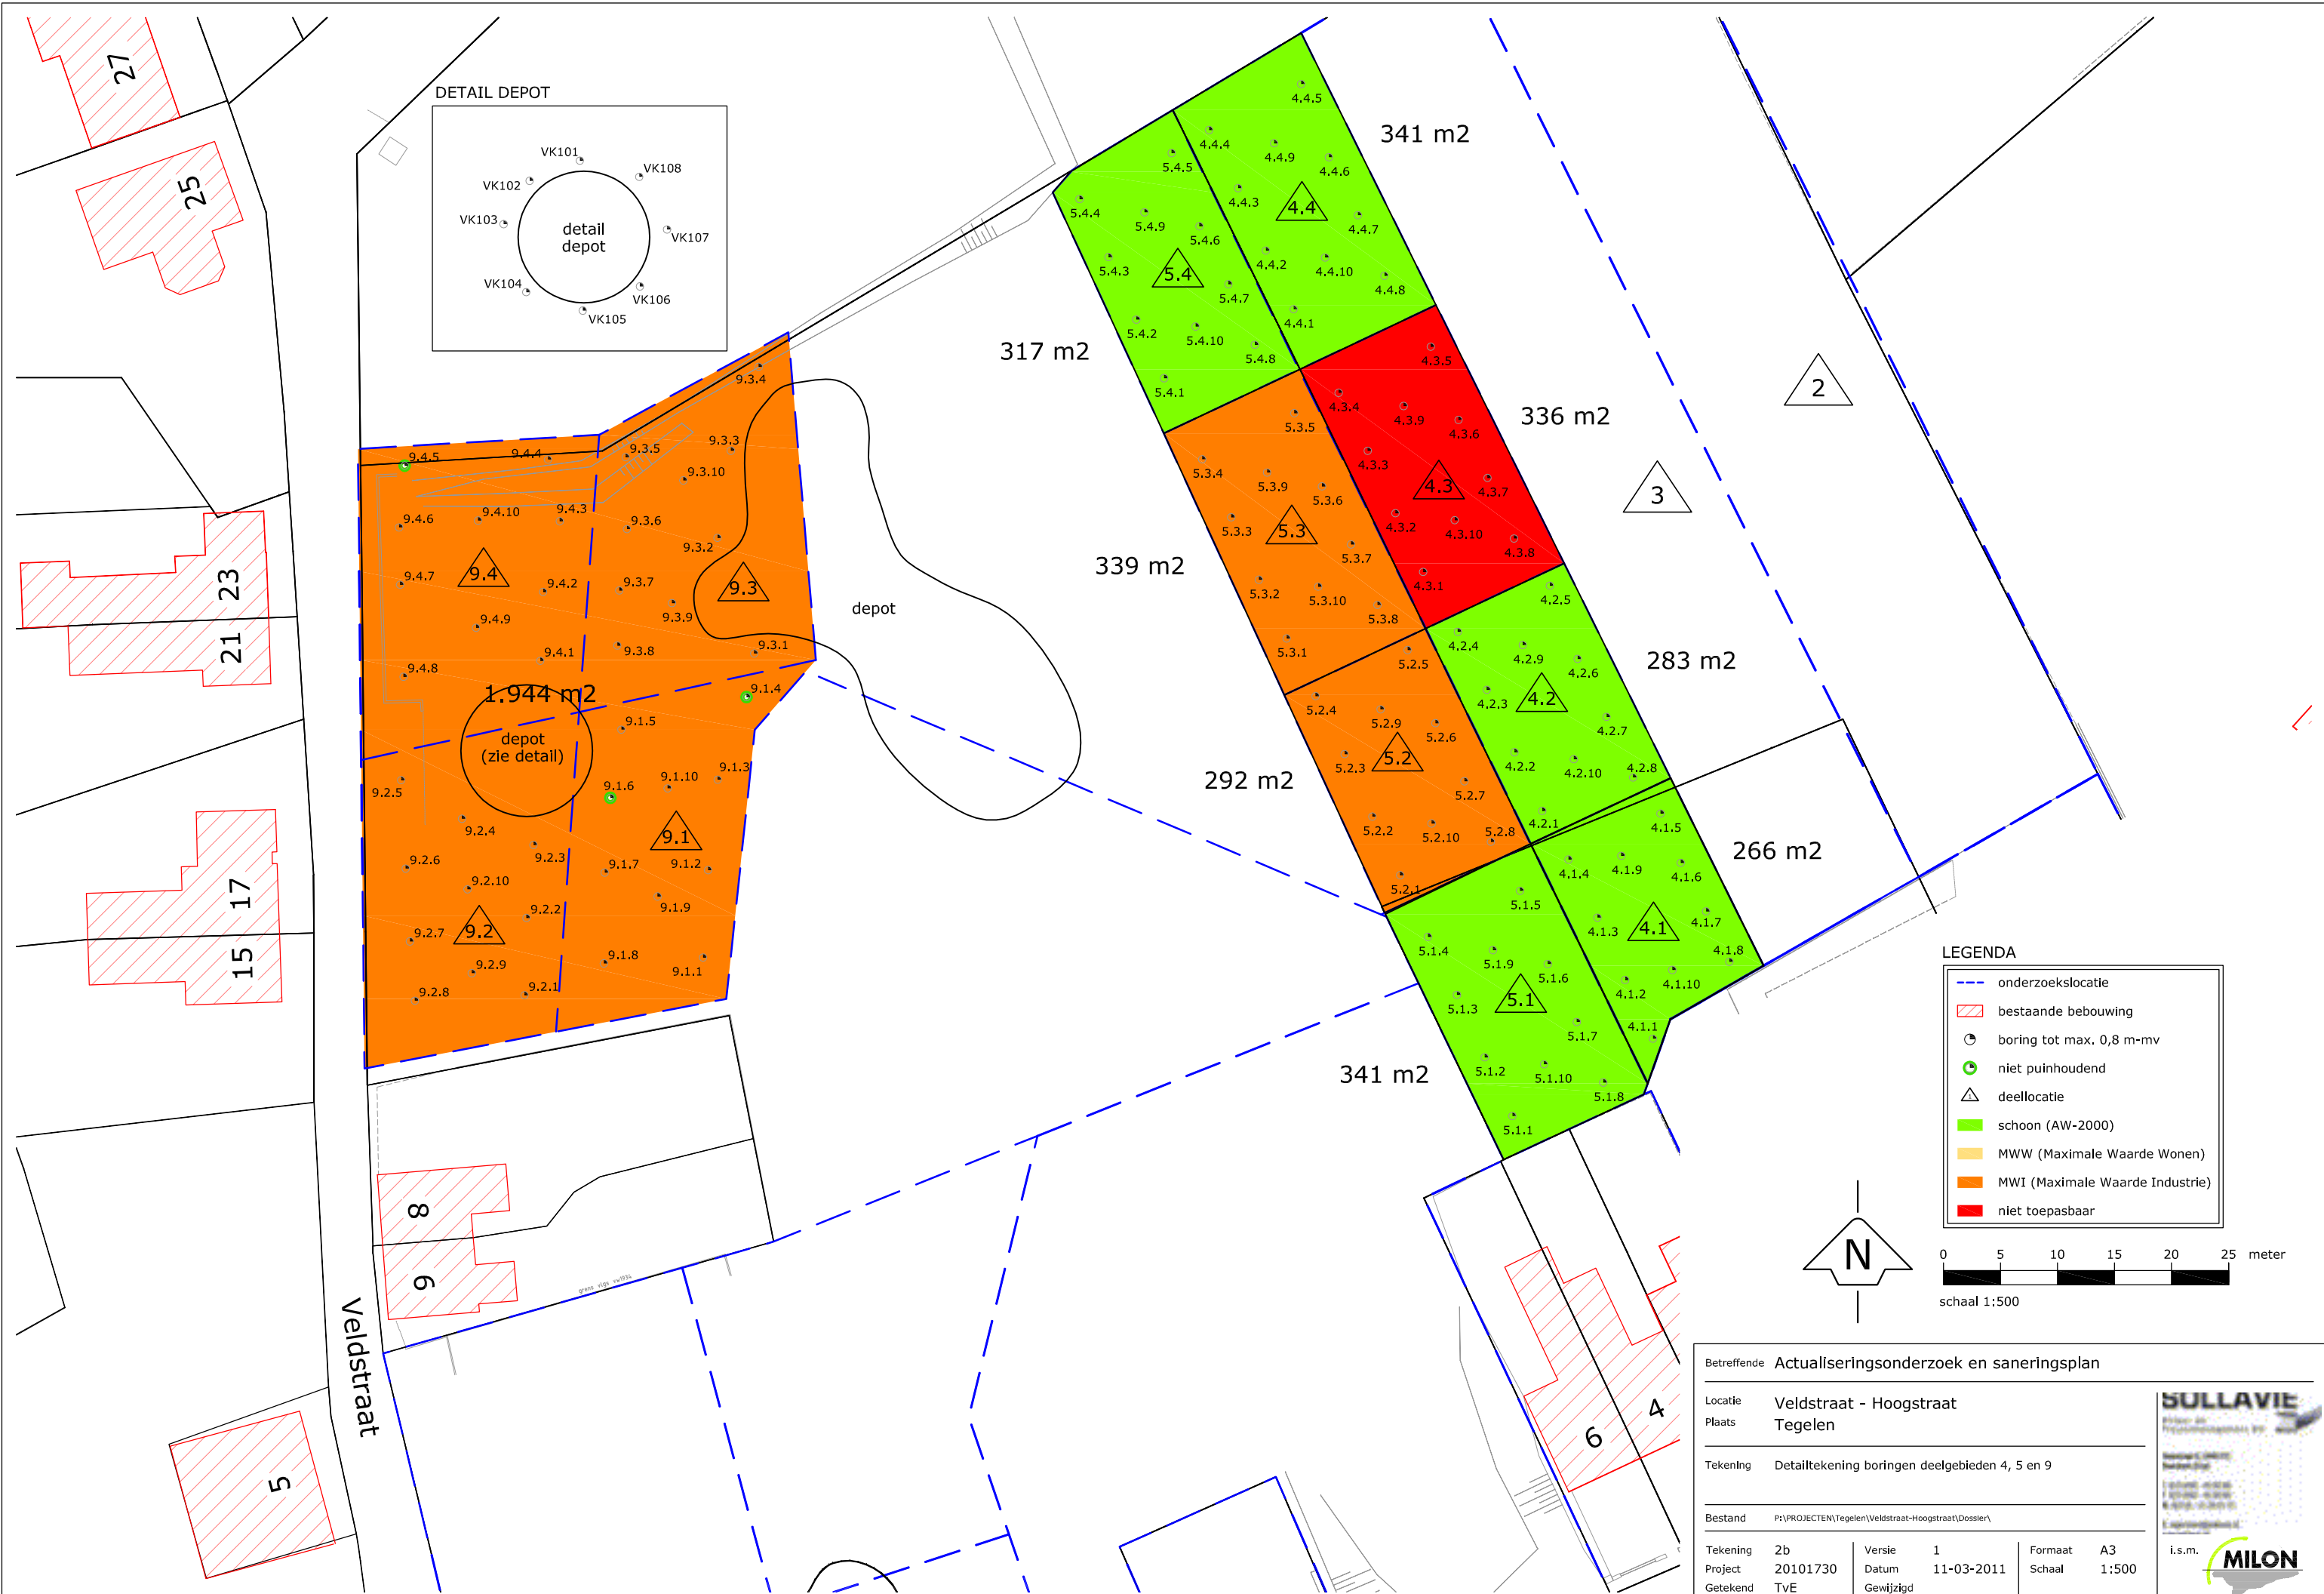 27
25
23
21
17
15
8
6
5
6
4
Veldstraat
grens vlgs vw1934
DETAIL DEPOT
VK101
VK102
VK103
VK104
VK105
VK106
VK107
VK108
detail
depot
9.3.4
9.3.3
9.3.5
9.3.10
9.4.5
9.4.4
9.4.6
9.4.10
9.4.3
9.3.6
9.3.2
9.4
9.4.7
9.4.2
9.3.7
9.3
9.3.9
9.4.9
9.4.1
9.3.8
9.3.1
9.4.8
1.944 m2
9.1.4
9.1.5
depot
(zie detail)
9.2.5
9.1.6
9.1.10
9.1.3
9.2.4
9.1
9.2.3
9.2.6
9.1.7
9.1.2
9.2.10
9.1.9
9.2.2
9.2
9.2.7
9.2.9
9.1.8
9.1.1
9.2.8
9.2.1
depot
4.4.5
341 m2
4.4.4
4.4.9
4.4.6
5.4.5
4.4.3
4.4
5.4.4
5.4.9
5.4.6
4.4.7
5.4.3
5.4
4.4.2
4.4.10
5.4.7
4.4.8
5.4.2
5.4.10
4.4.1
5.4.8
317 m2
5.4.1
4.3.5
4.3.4
4.3.9
4.3.6
336 m2
5.3.5
4.3.3
5.3.4
5.3.9
5.3.6
4.3
4.3.7
5.3.3
5.3
4.3.2
4.3.10
5.3.7
4.3.8
339 m2
5.3.2
5.3.10
4.3.1
5.3.8
4.2.5
5.3.1
4.2.4
4.2.9
4.2.6
283 m2
5.2.5
4.2.3
4.2
5.2.4
5.2.9
5.2.6
4.2.7
5.2.3
5.2
4.2.2
4.2.10
4.2.8
292 m2
5.2.7
5.2.2
5.2.10
5.2.8
4.2.1
4.1.5
266 m2
4.1.4
4.1.9
4.1.6
5.2.1
5.1.5
4.1.3
4.1
4.1.7
5.1.4
5.1.9
5.1.6
4.1.8
5.1.3
5.1
4.1.2
4.1.10
5.1.7
4.1.1
5.1.2
5.1.10
5.1.8
341 m2
5.1.1
2
3
LEGENDA
onderzoekslocatie
bestaande bebouwing
boring tot max. 0,8 m-mv
niet puinhoudend
deellocatie
schoon (AW-2000)
MWW (Maximale Waarde Wonen)
MWI (Maximale Waarde Industrie)
niet toepasbaar
N
0 5 10 15 20 25 meter
schaal 1:500
Betreffende Actualiseringsonderzoek en saneringsplan
Locatie Veldstraat - Hoogstraat
Plaats Tegelen
Tekening Detailtekening boringen deelgebieden 4, 5 en 9
Bestand P:\PROJECTEN\Tegelen\Veldstraat-Hoogstraat\Dossier\
Tekening 2b Versie 1 Formaat A3
Project 20101730 Datum 11-03-2011 Schaal 1:500
Getekend TvE Gewijzigd
SOLLAVIE
i.s.m.
MILON